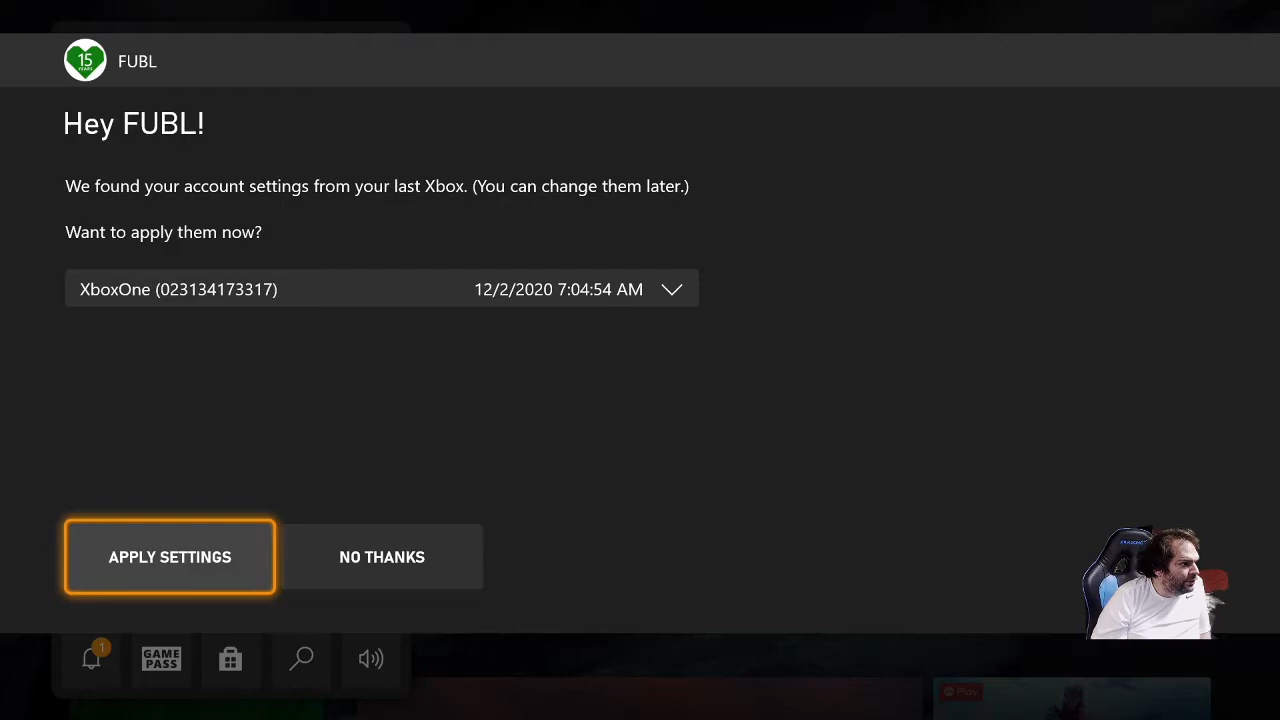 15
YEARS
FUBL
Hey FUBL!
We found your account settings from your last Xbox. (You can change them later.)
Want to apply them now?
XboxOne (023134173317) 12/2/2020 7:04:54 AM
APPLY SETTINGS NO THANKS
1
GAME
PASS
Play